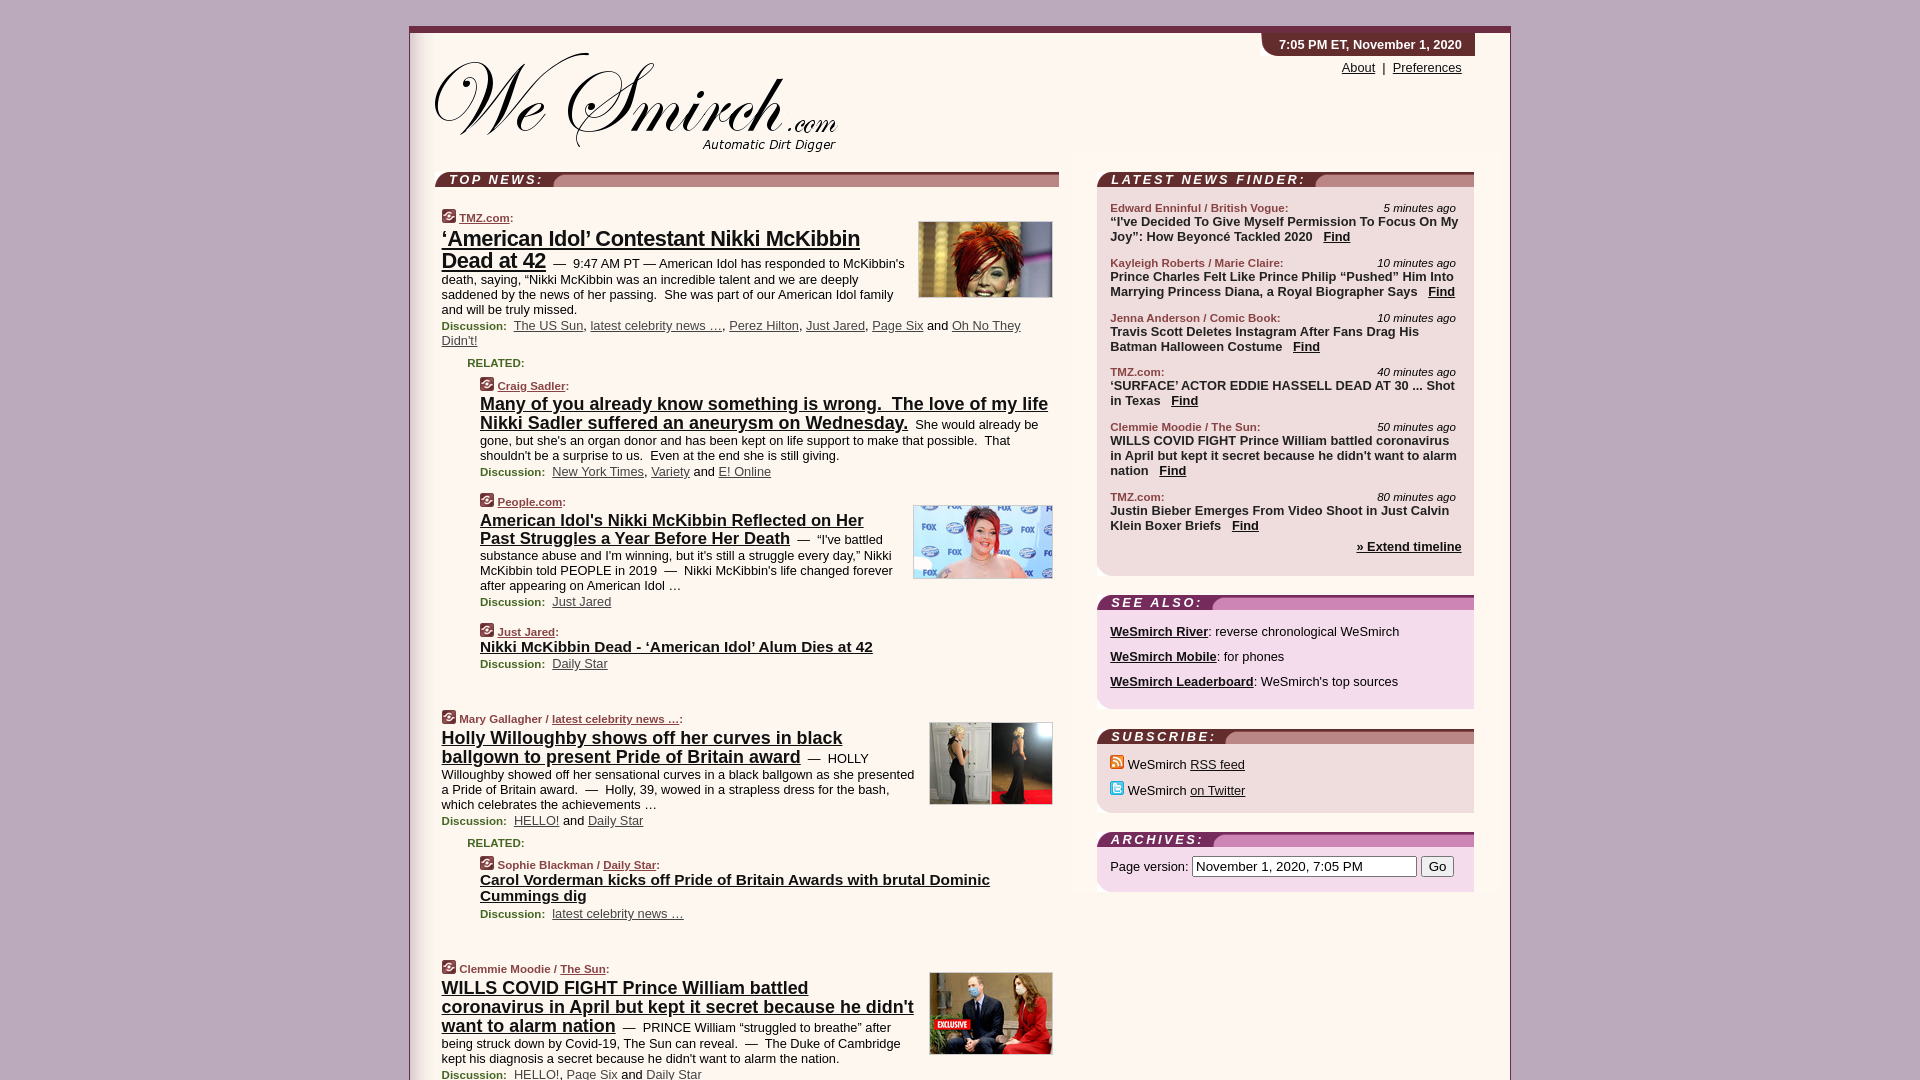 7:05 PM ET, November 1, 2020
About | Preferences
We Smirch.com
Automatic Dirt Digger
TOP NEWS:
TMZ.com:
‘American Idol’ Contestant Nikki McKibbin
Dead at 42 — 9:47 AM PT — American Idol has responded to McKibbin's
death, saying, “Nikki McKibbin was an incredible talent and we are deeply
saddened by the news of her passing. She was part of our American Idol family
and will be truly missed.
Discussion: The US Sun, latest celebrity news …, Perez Hilton, Just Jared, Page Six and Oh No They
Didn't!
RELATED:
Craig Sadler:
Many of you already know something is wrong. The love of my life
Nikki Sadler suffered an aneurysm on Wednesday. She would already be
gone, but she's an organ donor and has been kept on life support to make that possible. That
shouldn't be a surprise to us. Even at the end she is still giving.
Discussion: New York Times, Variety and E! Online
People.com:
American Idol's Nikki McKibbin Reflected on Her
Past Struggles a Year Before Her Death — “I've battled
substance abuse and I'm winning, but it's still a struggle every day,” Nikki
McKibbin told PEOPLE in 2019 — Nikki McKibbin's life changed forever
after appearing on American Idol …
Discussion: Just Jared
FOX
FOX
FOX
FOX
FOX
Just Jared:
Nikki McKibbin Dead - ‘American Idol’ Alum Dies at 42
Discussion: Daily Star
Mary Gallagher / latest celebrity news …:
Holly Willoughby shows off her curves in black
ballgown to present Pride of Britain award — HOLLY
Willoughby showed off her sensational curves in a black ballgown as she presented
a Pride of Britain award. — Holly, 39, wowed in a strapless dress for the bash,
which celebrates the achievements …
Discussion: HELLO! and Daily Star
RELATED:
Sophie Blackman / Daily Star:
Carol Vorderman kicks off Pride of Britain Awards with brutal Dominic
Cummings dig
Discussion: latest celebrity news …
Clemmie Moodie / The Sun:
WILLS COVID FIGHT Prince William battled
coronavirus in April but kept it secret because he didn't
want to alarm nation — PRINCE William “struggled to breathe” after
being struck down by Covid-19, The Sun can reveal. — The Duke of Cambridge
kept his diagnosis a secret because he didn't want to alarm the nation.
Discussion: HELLO!, Page Six and Daily Star
EXCLUSIVE
LATEST NEWS FINDER:
Edward Enninful / British Vogue: 5 minutes ago
“I've Decided To Give Myself Permission To Focus On My
Joy”: How Beyoncé Tackled 2020 Find
Kayleigh Roberts / Marie Claire: 10 minutes ago
Prince Charles Felt Like Prince Philip “Pushed” Him Into
Marrying Princess Diana, a Royal Biographer Says Find
Jenna Anderson / Comic Book: 10 minutes ago
Travis Scott Deletes Instagram After Fans Drag His
Batman Halloween Costume Find
TMZ.com: 40 minutes ago
‘SURFACE’ ACTOR EDDIE HASSELL DEAD AT 30 ... Shot
in Texas Find
Clemmie Moodie / The Sun: 50 minutes ago
WILLS COVID FIGHT Prince William battled coronavirus
in April but kept it secret because he didn't want to alarm
nation Find
TMZ.com: 80 minutes ago
Justin Bieber Emerges From Video Shoot in Just Calvin
Klein Boxer Briefs Find
» Extend timeline
SEE ALSO:
WeSmirch River: reverse chronological WeSmirch
WeSmirch Mobile: for phones
WeSmirch Leaderboard: WeSmirch's top sources
SUBSCRIBE:
WeSmirch RSS feed
WeSmirch on Twitter
ARCHIVES:
Page version: November 1, 2020, 7:05 PM Go